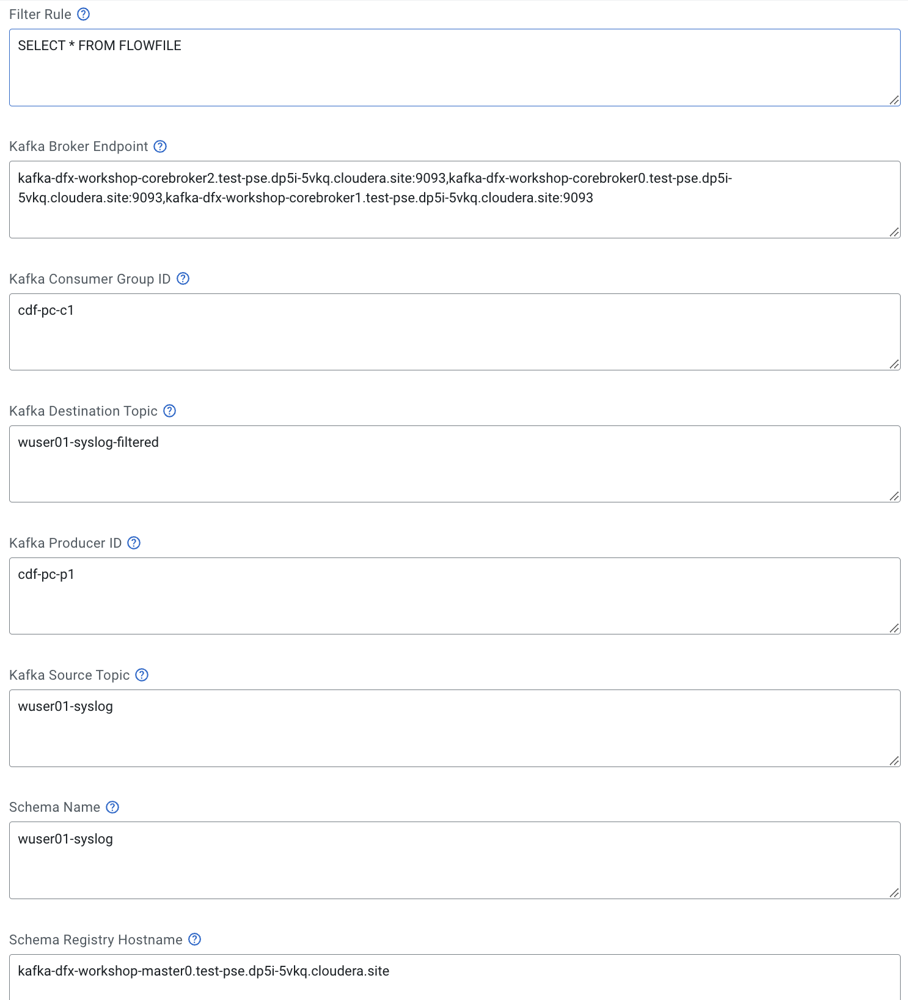 Filter Rule
SELECT * FROM FLOWFILE
Kafka Broker Endpoint
kafka-dfx-workshop-corebroker2.test-pse.dp5i-5vkq.cloudera.site:9093,kafka-dfx-workshop-corebroker0.test-pse.dp5i-
5vkq.cloudera.site:9093,kafka-dfx-workshop-corebroker1.test-pse.dp5i-5vkq.cloudera.site:9093
Kafka Consumer Group ID
cdf-pc-c1
Kafka Destination Topic
wuser01-syslog-filtered
Kafka Producer ID
cdf-pc-p1
Kafka Source Topic
wuser01-syslog
Schema Name
wuser01-syslog
Schema Registry Hostname
kafka-dfx-workshop-master0.test-pse.dp5i-5vkq.cloudera.site